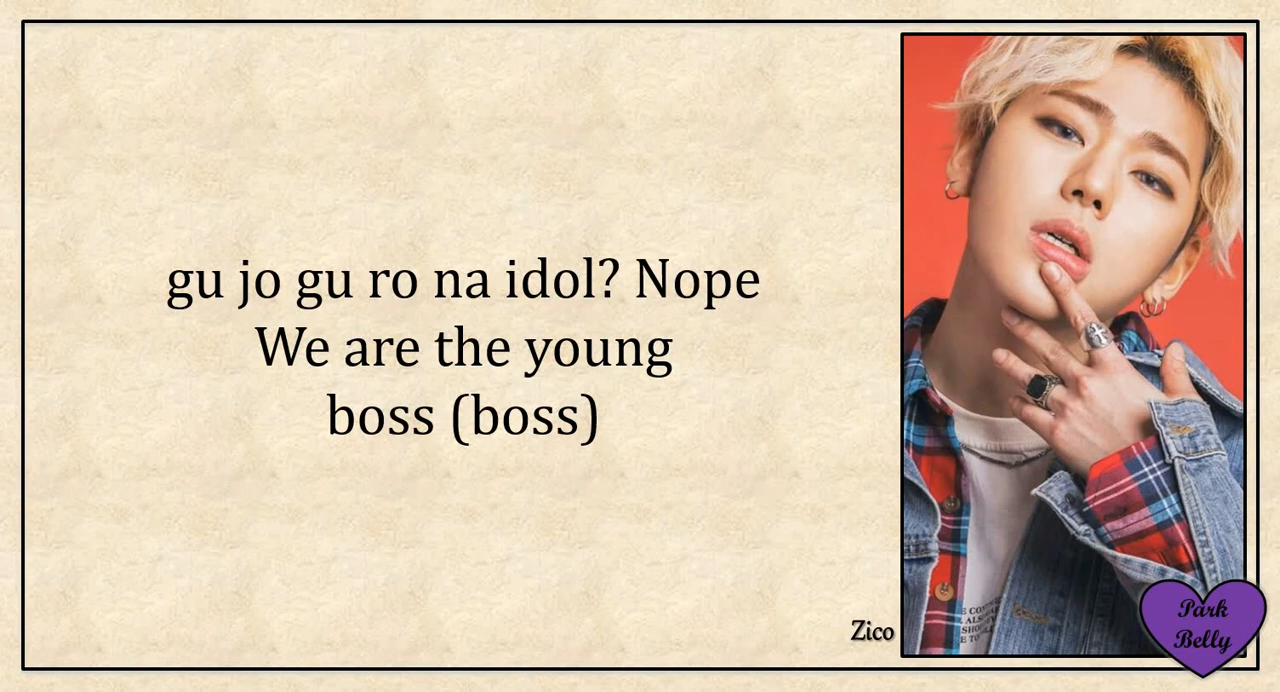 gu jo gu ro na idol? Nope
We are the young
boss (boss)
Zico
Park
Belly